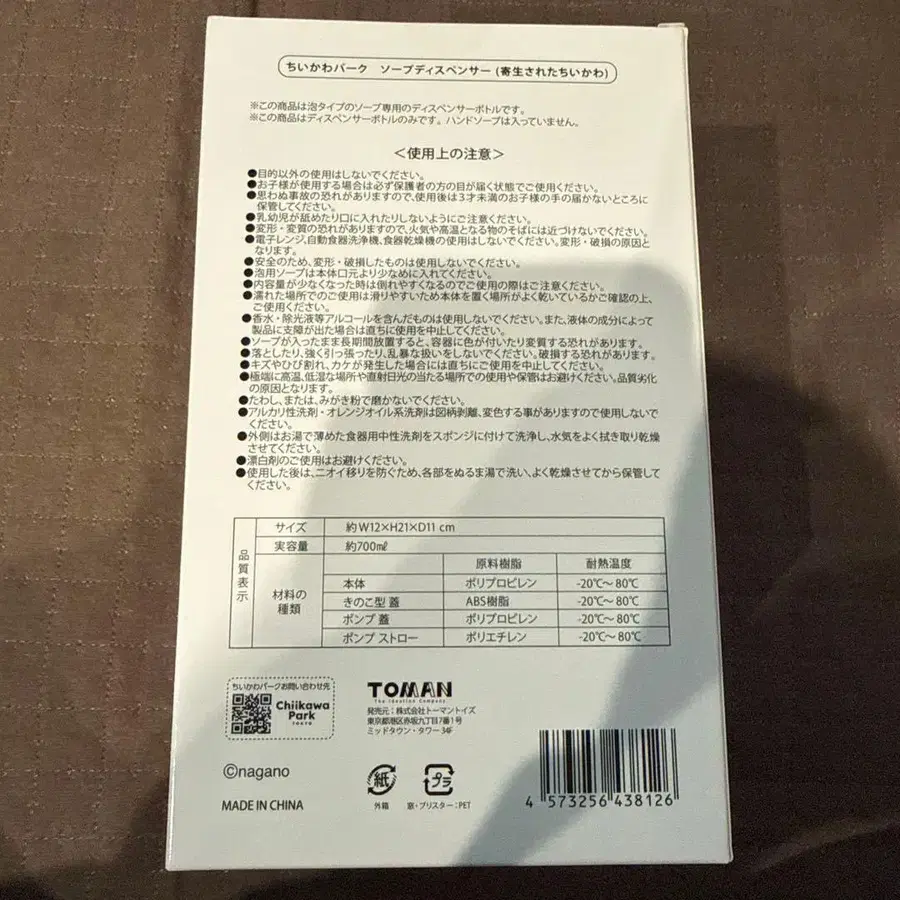 ちいかわパーク　ソープディスペンサー (寄生されたちいかわ)
※この商品は泡タイプのソープ専用のディスペンサーボトルです。
※この商品はディスペンサーボトルのみです。ハンドソープは入っていません。
＜使用上の注意＞
●目的以外の使用はしないでください。
●お子様が使用する場合は必ず保護者の方の目が届く状態でご使用ください。
●思わぬ事故の恐れがありますので、使用後は3才未満のお子様の手の届かないところに
保管してください。
●乳幼児が舐めたり口に入れたりしないようにご注意ください。
●変形・変質の恐れがありますので、火気や高温となる物のそばには近づけないでください。
●電子レンジ,自動食器洗浄機、食器乾燥機の使用はしないでください。変形・破損の原因と
なります。
●安全のため、変形・破損したものは使用しないでください。
●泡用ソープは本体口元より少なめに入れてください。
●内容量が少なくなった時は倒れやすくなるのでご使用の際はご注意ください。
●濡れた場所でのご使用は滑りやすいため本体を置く場所がよく乾いているかご確認の上、
ご使用ください。
●香水・除光液等アルコールを含んだものは使用しないでください。また、液体の成分によって
製品に支障が出た場合は直ちに使用を中止してください。
●ソープが入ったまま長期間放置すると、容器に色が付いたり変質する恐れがあります。
●落としたり、強く引っ張ったり、乱暴な扱いをしないでください。破損する恐れがあります。
●キズやひび割れ、カケが発生した場合には直ちにご使用を中止してください。
●極端に高温、低湿な場所や直射日光の当たる場所での使用や保管はお避けください。品質劣化
の原因となります。
●たわし、または、みがき粉で磨かないでください。
●アルカリ性洗剤・オレンジオイル系洗剤は図柄剥離、変色する事がありますので使用しないで
ください。
●外側はお湯で薄めた食器用中性洗剤をスポンジに付けて洗浄し、水気をよく拭き取り乾燥
させてください。
●漂白剤のご使用はお避けください。
●使用した後は、ニオイ移りを防ぐため、各部をぬるま湯で洗い、よく乾燥させてから保管して
ください。
品質表示
サイズ 約W12×H21×D11 cm
実容量 約700㎖
材料の種類
原料樹脂 耐熱温度
本体 ポリプロピレン -20℃～80℃
きのこ型 蓋 ABS樹脂 -20℃～80℃
ポンプ 蓋 ポリプロピレン -20℃～80℃
ポンプ ストロー ポリエチレン -20℃～80℃
ちいかわパークお問い合わせ先
Chiikawa
Park
TOKYO
TOMAN
The Ideation Company
発売元：株式会社トーマントイズ
東京都港区赤坂九丁目7番1号
ミッドタウン・タワー 34F
©nagano
MADE IN CHINA
紙
外箱
プラ
窓・ブリスター：PET
4 573256 438126